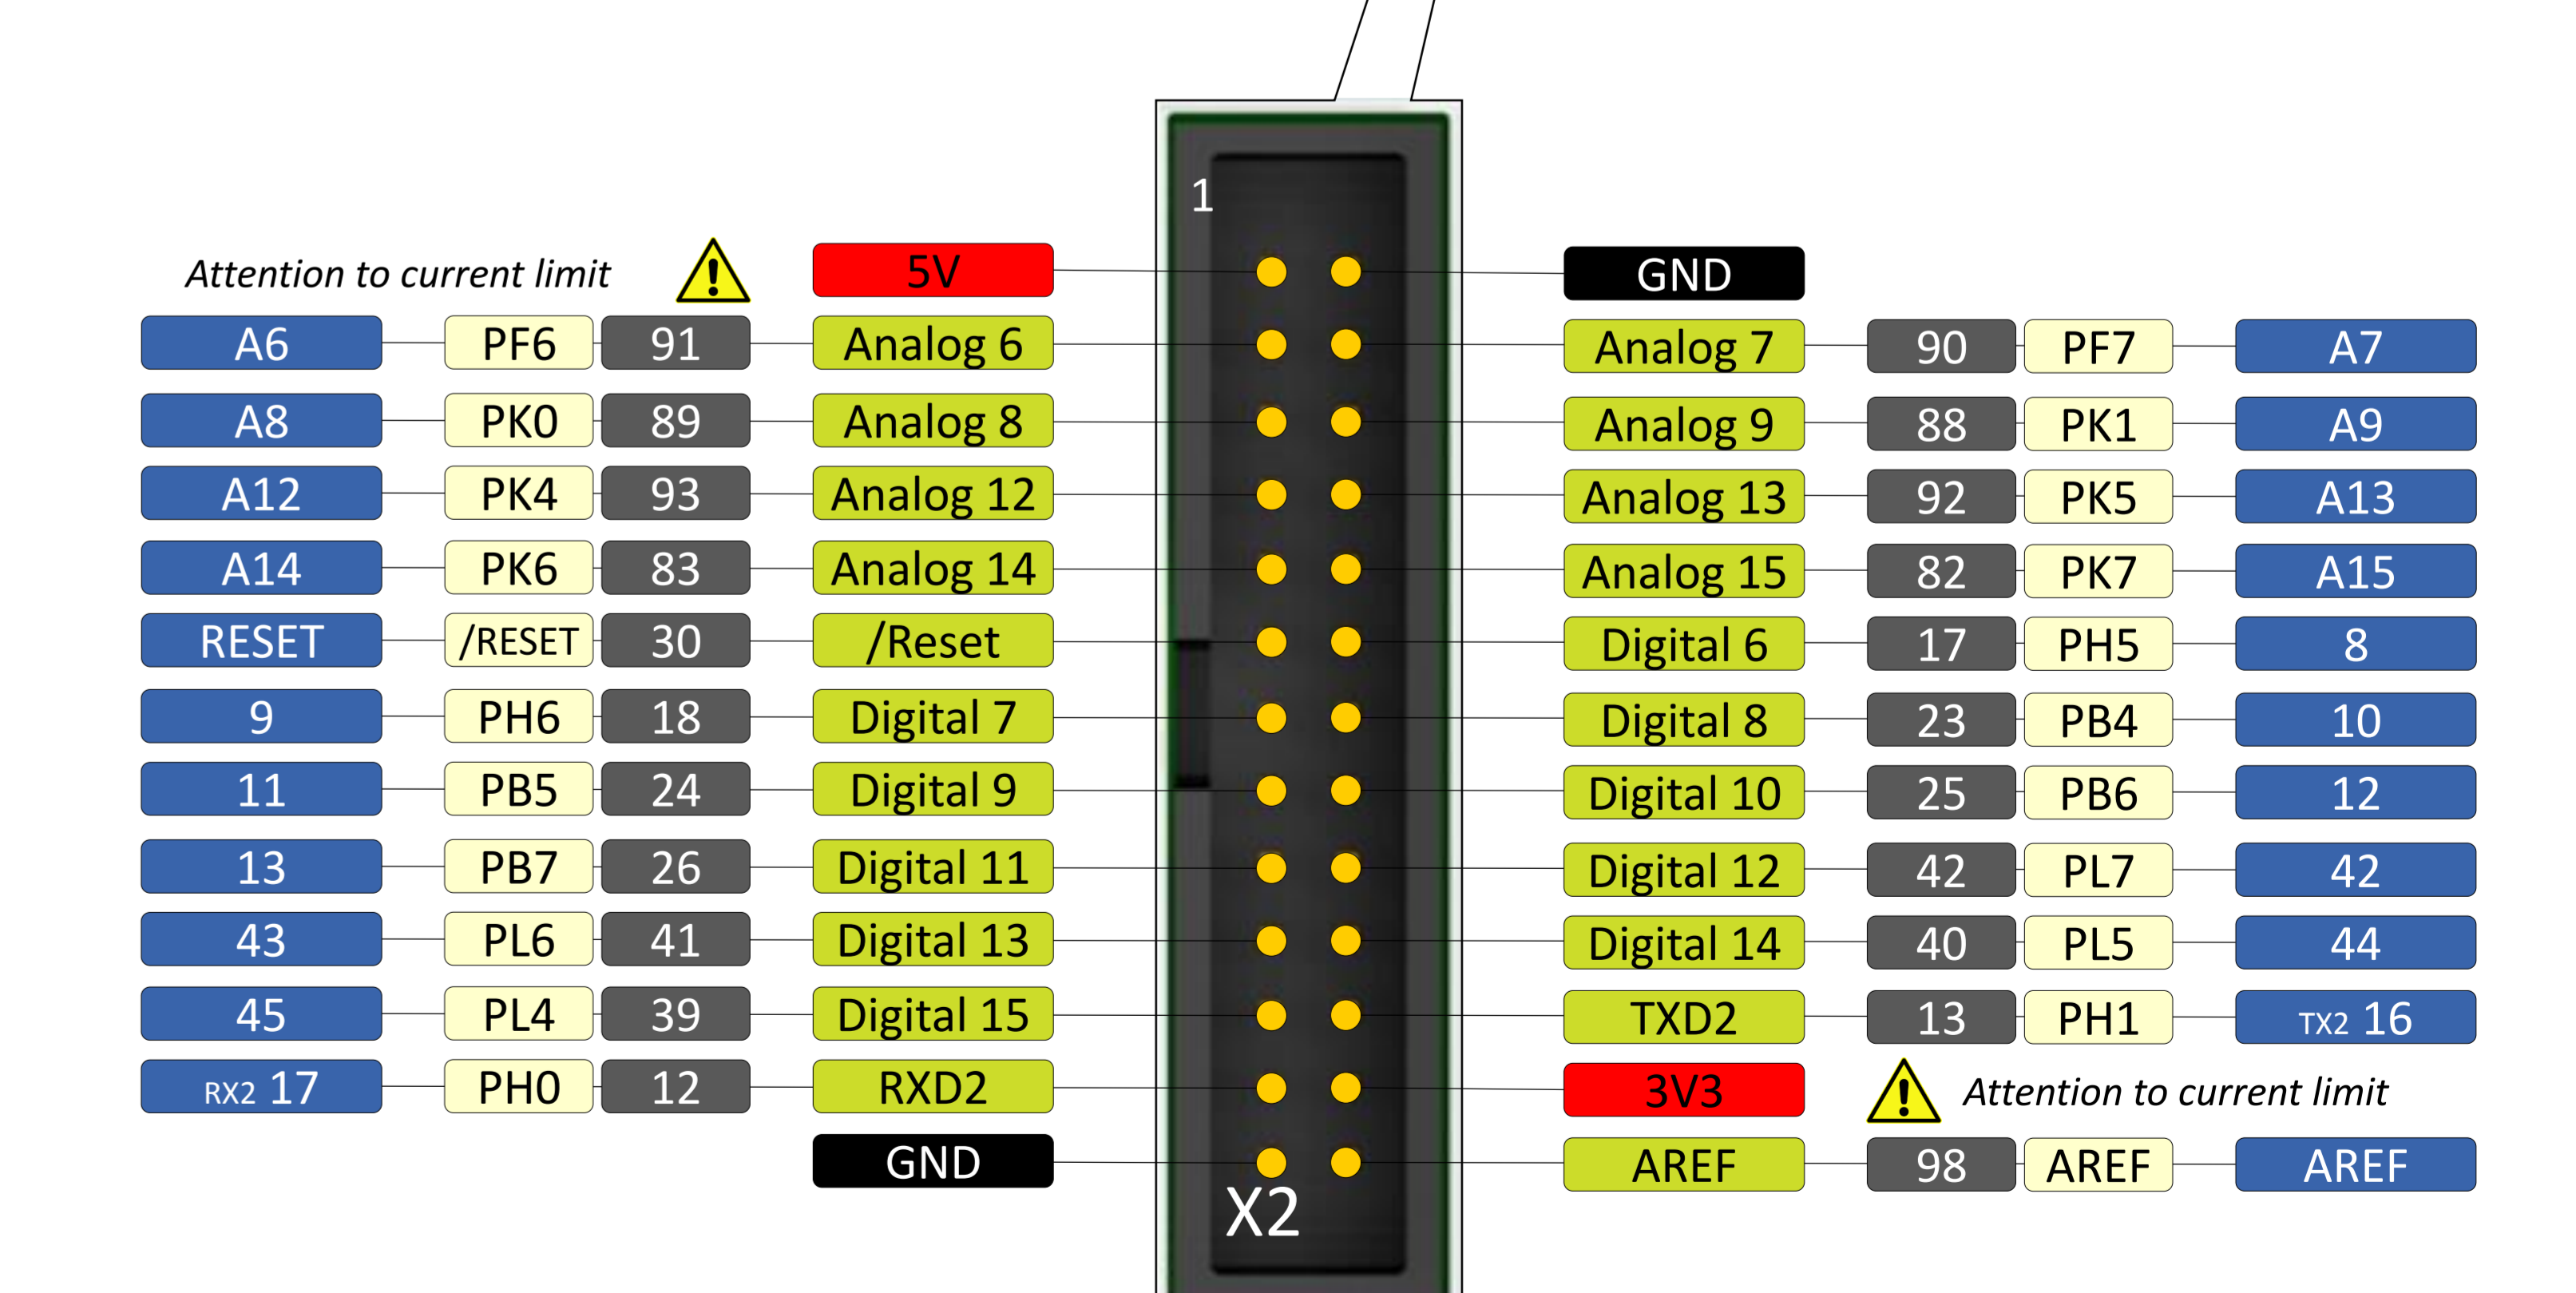 1
Attention to current limit 5V GND
A6 PF6 91 Analog 6 Analog 7 90 PF7 A7
A8 PK0 89 Analog 8 Analog 9 88 PK1 A9
A12 PK4 93 Analog 12 Analog 13 92 PK5 A13
A14 PK6 83 Analog 14 Analog 15 82 PK7 A15
RESET /RESET 30 /Reset Digital 6 17 PH5 8
9 PH6 18 Digital 7 Digital 8 23 PB4 10
11 PB5 24 Digital 9 Digital 10 25 PB6 12
13 PB7 26 Digital 11 Digital 12 42 PL7 42
43 PL6 41 Digital 13 Digital 14 40 PL5 44
45 PL4 39 Digital 15 TXD2 13 PH1 TX2 16
RX2 17 PH0 12 RXD2 3V3 Attention to current limit
GND AREF 98 AREF AREF
X2